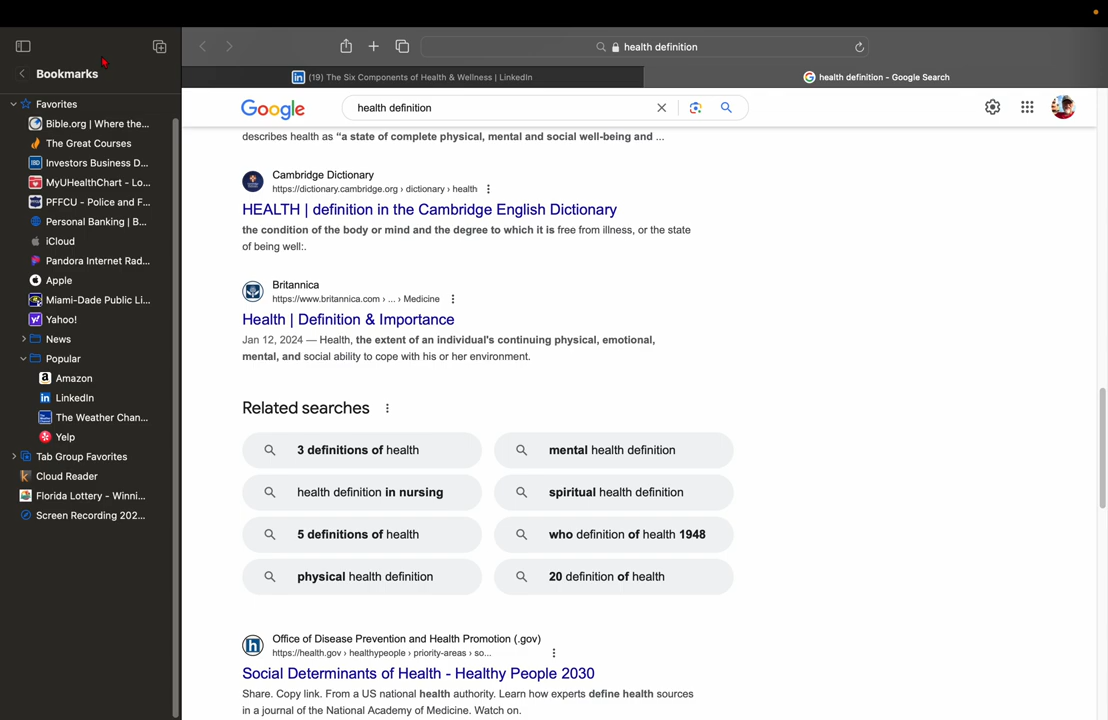 Bookmarks
Favorites
Bible.org | Where the...
The Great Courses
Investors Business D...
MyUHealthChart - Lo...
PFFCU - Police and F...
Personal Banking | B...
iCloud
Pandora Internet Rad...
Apple
Miami-Dade Public Li...
Yahoo!
News
Popular
Amazon
LinkedIn
The Weather Chan...
Yelp
Tab Group Favorites
Cloud Reader
Florida Lottery - Winni...
Screen Recording 202...
health definition
(19) The Six Components of Health & Wellness | LinkedIn
health definition - Google Search
Google
health definition
describes health as “a state of complete physical, mental and social well-being and ...
Cambridge Dictionary
https://dictionary.cambridge.org › dictionary › health
HEALTH | definition in the Cambridge English Dictionary
the condition of the body or mind and the degree to which it is free from illness, or the state
of being well:.
Britannica
https://www.britannica.com › ... › Medicine
Health | Definition & Importance
Jan 12, 2024 — Health, the extent of an individual's continuing physical, emotional,
mental, and social ability to cope with his or her environment.
Related searches
3 definitions of health
mental health definition
health definition in nursing
spiritual health definition
5 definitions of health
who definition of health 1948
physical health definition
20 definition of health
Office of Disease Prevention and Health Promotion (.gov)
https://health.gov › healthypeople › priority-areas › so...
Social Determinants of Health - Healthy People 2030
Share. Copy link. From a US national health authority. Learn how experts define health sources
in a journal of the National Academy of Medicine. Watch on.